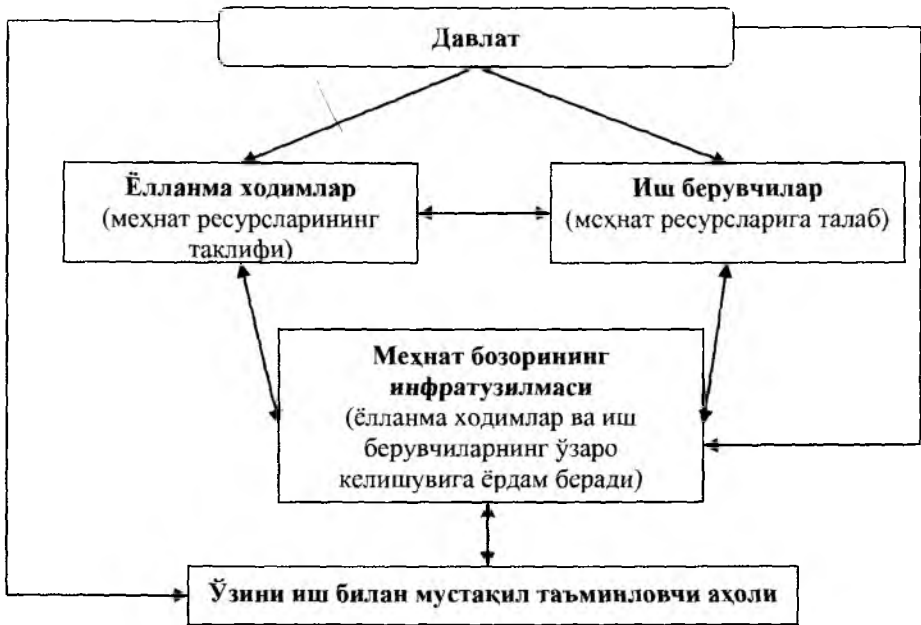 Давлат
Ёлланма ходимлар
(меҳнат ресурсларининг
таклифи)
Иш берувчилар
(меҳнат ресурсларига талаб)
Меҳнат бозорининг
инфратузилмаси
(ёлланма ходимлар ва иш
берувчиларнинг ўзаро
келишувига ёрдам беради)
Ўзини иш билан мустақил таъминловчи аҳоли